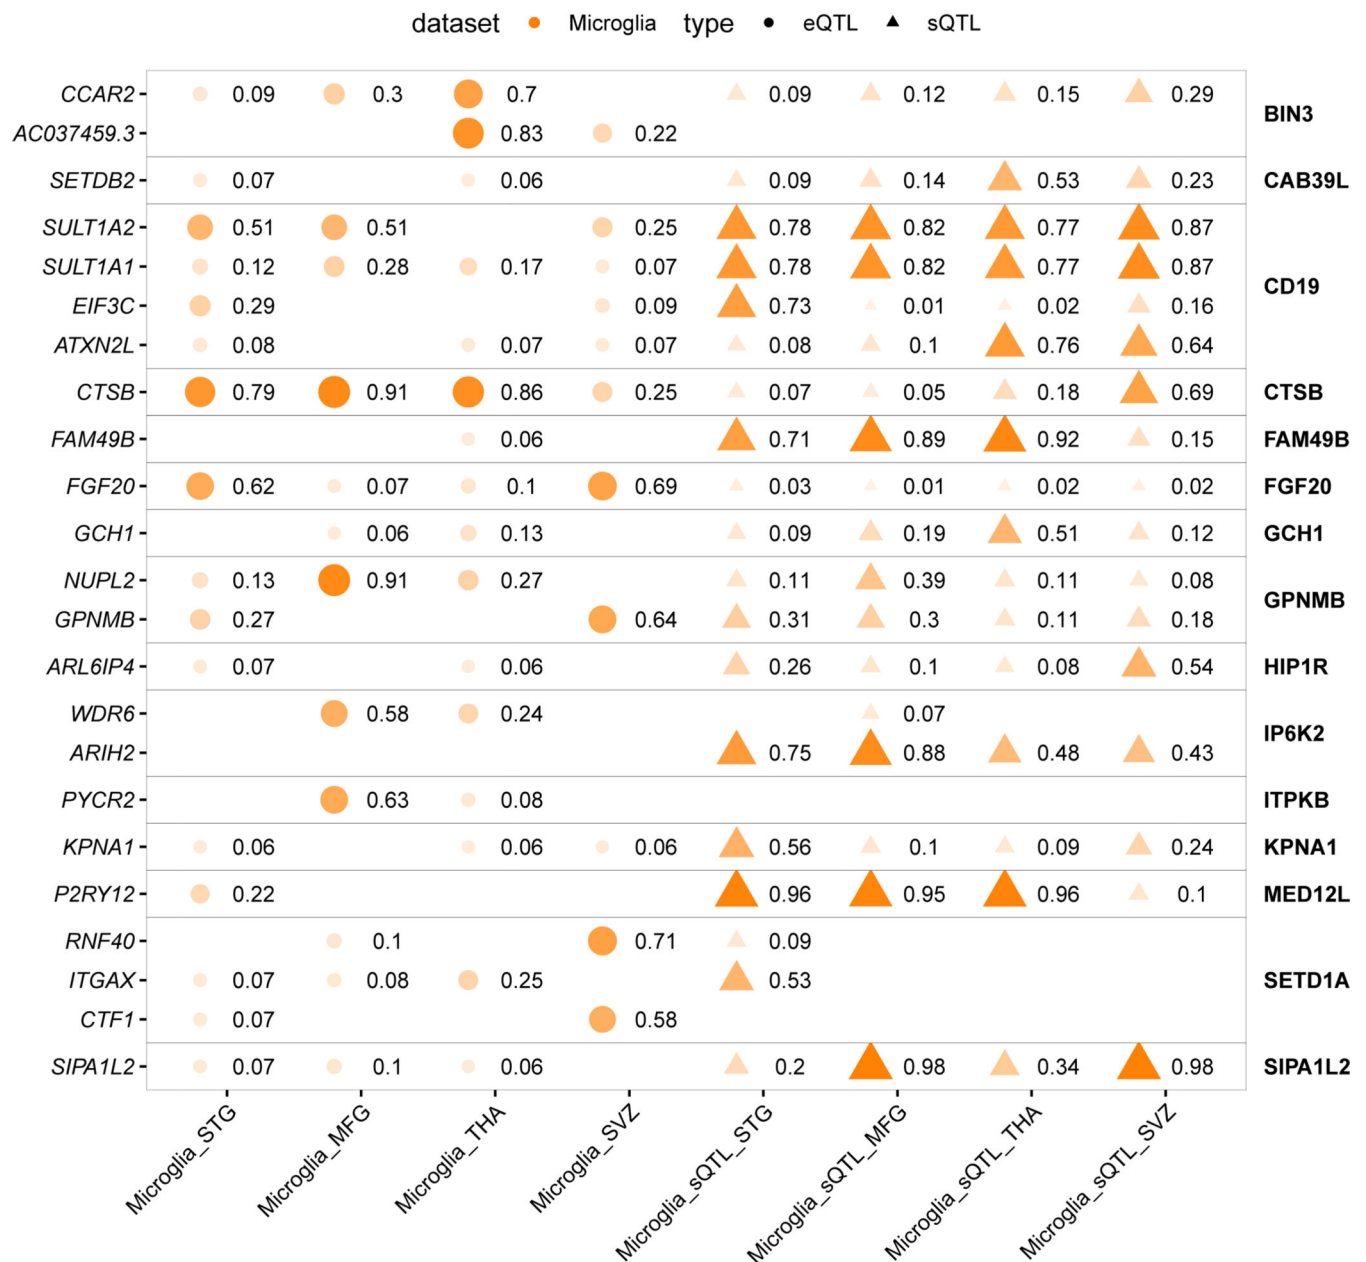 dataset Microglia type eQTL sQTL
CCAR2 0.09 0.3 0.7 0.09 0.12 0.15 0.29
BIN3
AC037459.3 0.83 0.22
SETDB2 0.07 0.06 0.09 0.14 0.53 0.23 CAB39L
SULT1A2 0.51 0.51 0.25 0.78 0.82 0.77 0.87
SULT1A1 0.12 0.28 0.17 0.07 0.78 0.82 0.77 0.87
CD19
EIF3C 0.29 0.09 0.73 0.01 0.02 0.16
ATXN2L 0.08 0.07 0.07 0.08 0.1 0.76 0.64
CTSB 0.79 0.91 0.86 0.25 0.07 0.05 0.18 0.69 CTSB
FAM49B 0.06 0.71 0.89 0.92 0.15 FAM49B
FGF20 0.62 0.07 0.1 0.69 0.03 0.01 0.02 0.02 FGF20
GCH1 0.06 0.13 0.09 0.19 0.51 0.12 GCH1
NUPL2 0.13 0.91 0.27 0.11 0.39 0.11 0.08
GPNMB
GPNMB 0.27 0.64 0.31 0.3 0.11 0.18
ARL6IP4 0.07 0.06 0.26 0.1 0.08 0.54 HIP1R
WDR6 0.58 0.24 0.07
IP6K2
ARIH2 0.75 0.88 0.48 0.43
PYCR2 0.63 0.08 ITPKB
KPNA1 0.06 0.06 0.06 0.56 0.1 0.09 0.24 KPNA1
P2RY12 0.22 0.96 0.95 0.96 0.1 MED12L
RNF40 0.1 0.71 0.09
ITGAX 0.07 0.08 0.25 0.53 SETD1A
CTF1 0.07 0.58
SIPA1L2 0.07 0.1 0.06 0.2 0.98 0.34 0.98 SIPA1L2
Microglia_STG
Microglia_MFG
Microglia_THA
Microglia_SVZ
Microglia_sQTL_STG
Microglia_sQTL_MFG
Microglia_sQTL_THA
Microglia_sQTL_SVZ